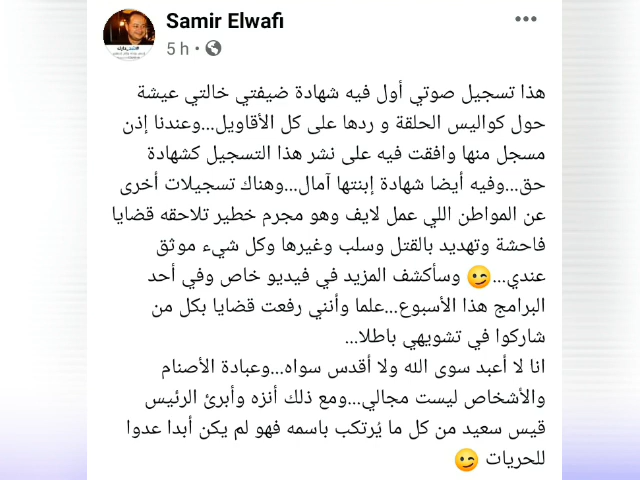 Samir Elwafi
5 h
هذا تسجيل صوتي أول فيه شهادة ضيفتي خالتي عيشة
حول كواليس الحلقة و ردها على كل الأقاويل...وعندنا إذن
مسجل منها وافقت فيه على نشر هذا التسجيل كشهادة
حق...وفيه أيضا شهادة إبنتها آمال...وهناك تسجيلات أخرى
عن المواطن اللي عمل لايف وهو مجرم خطير تلاحقه قضايا
فاحشة وتهديد بالقتل وسلب وغيرها وكل شيء موثق
عندي...😉 وسأكشف المزيد في فيديو خاص وفي أحد
البرامج هذا الأسبوع...علما وأنني رفعت قضايا بكل من
شاركوا في تشويهي باطلا...
انا لا أعبد سوى الله ولا أقدس سواه...وعبادة الأصنام
والأشخاص ليست مجالي...ومع ذلك أنزه وأبرئ الرئيس
قيس سعيد من كل ما يُرتكب باسمه فهو لم يكن أبدا عدوا
للحريات 😉